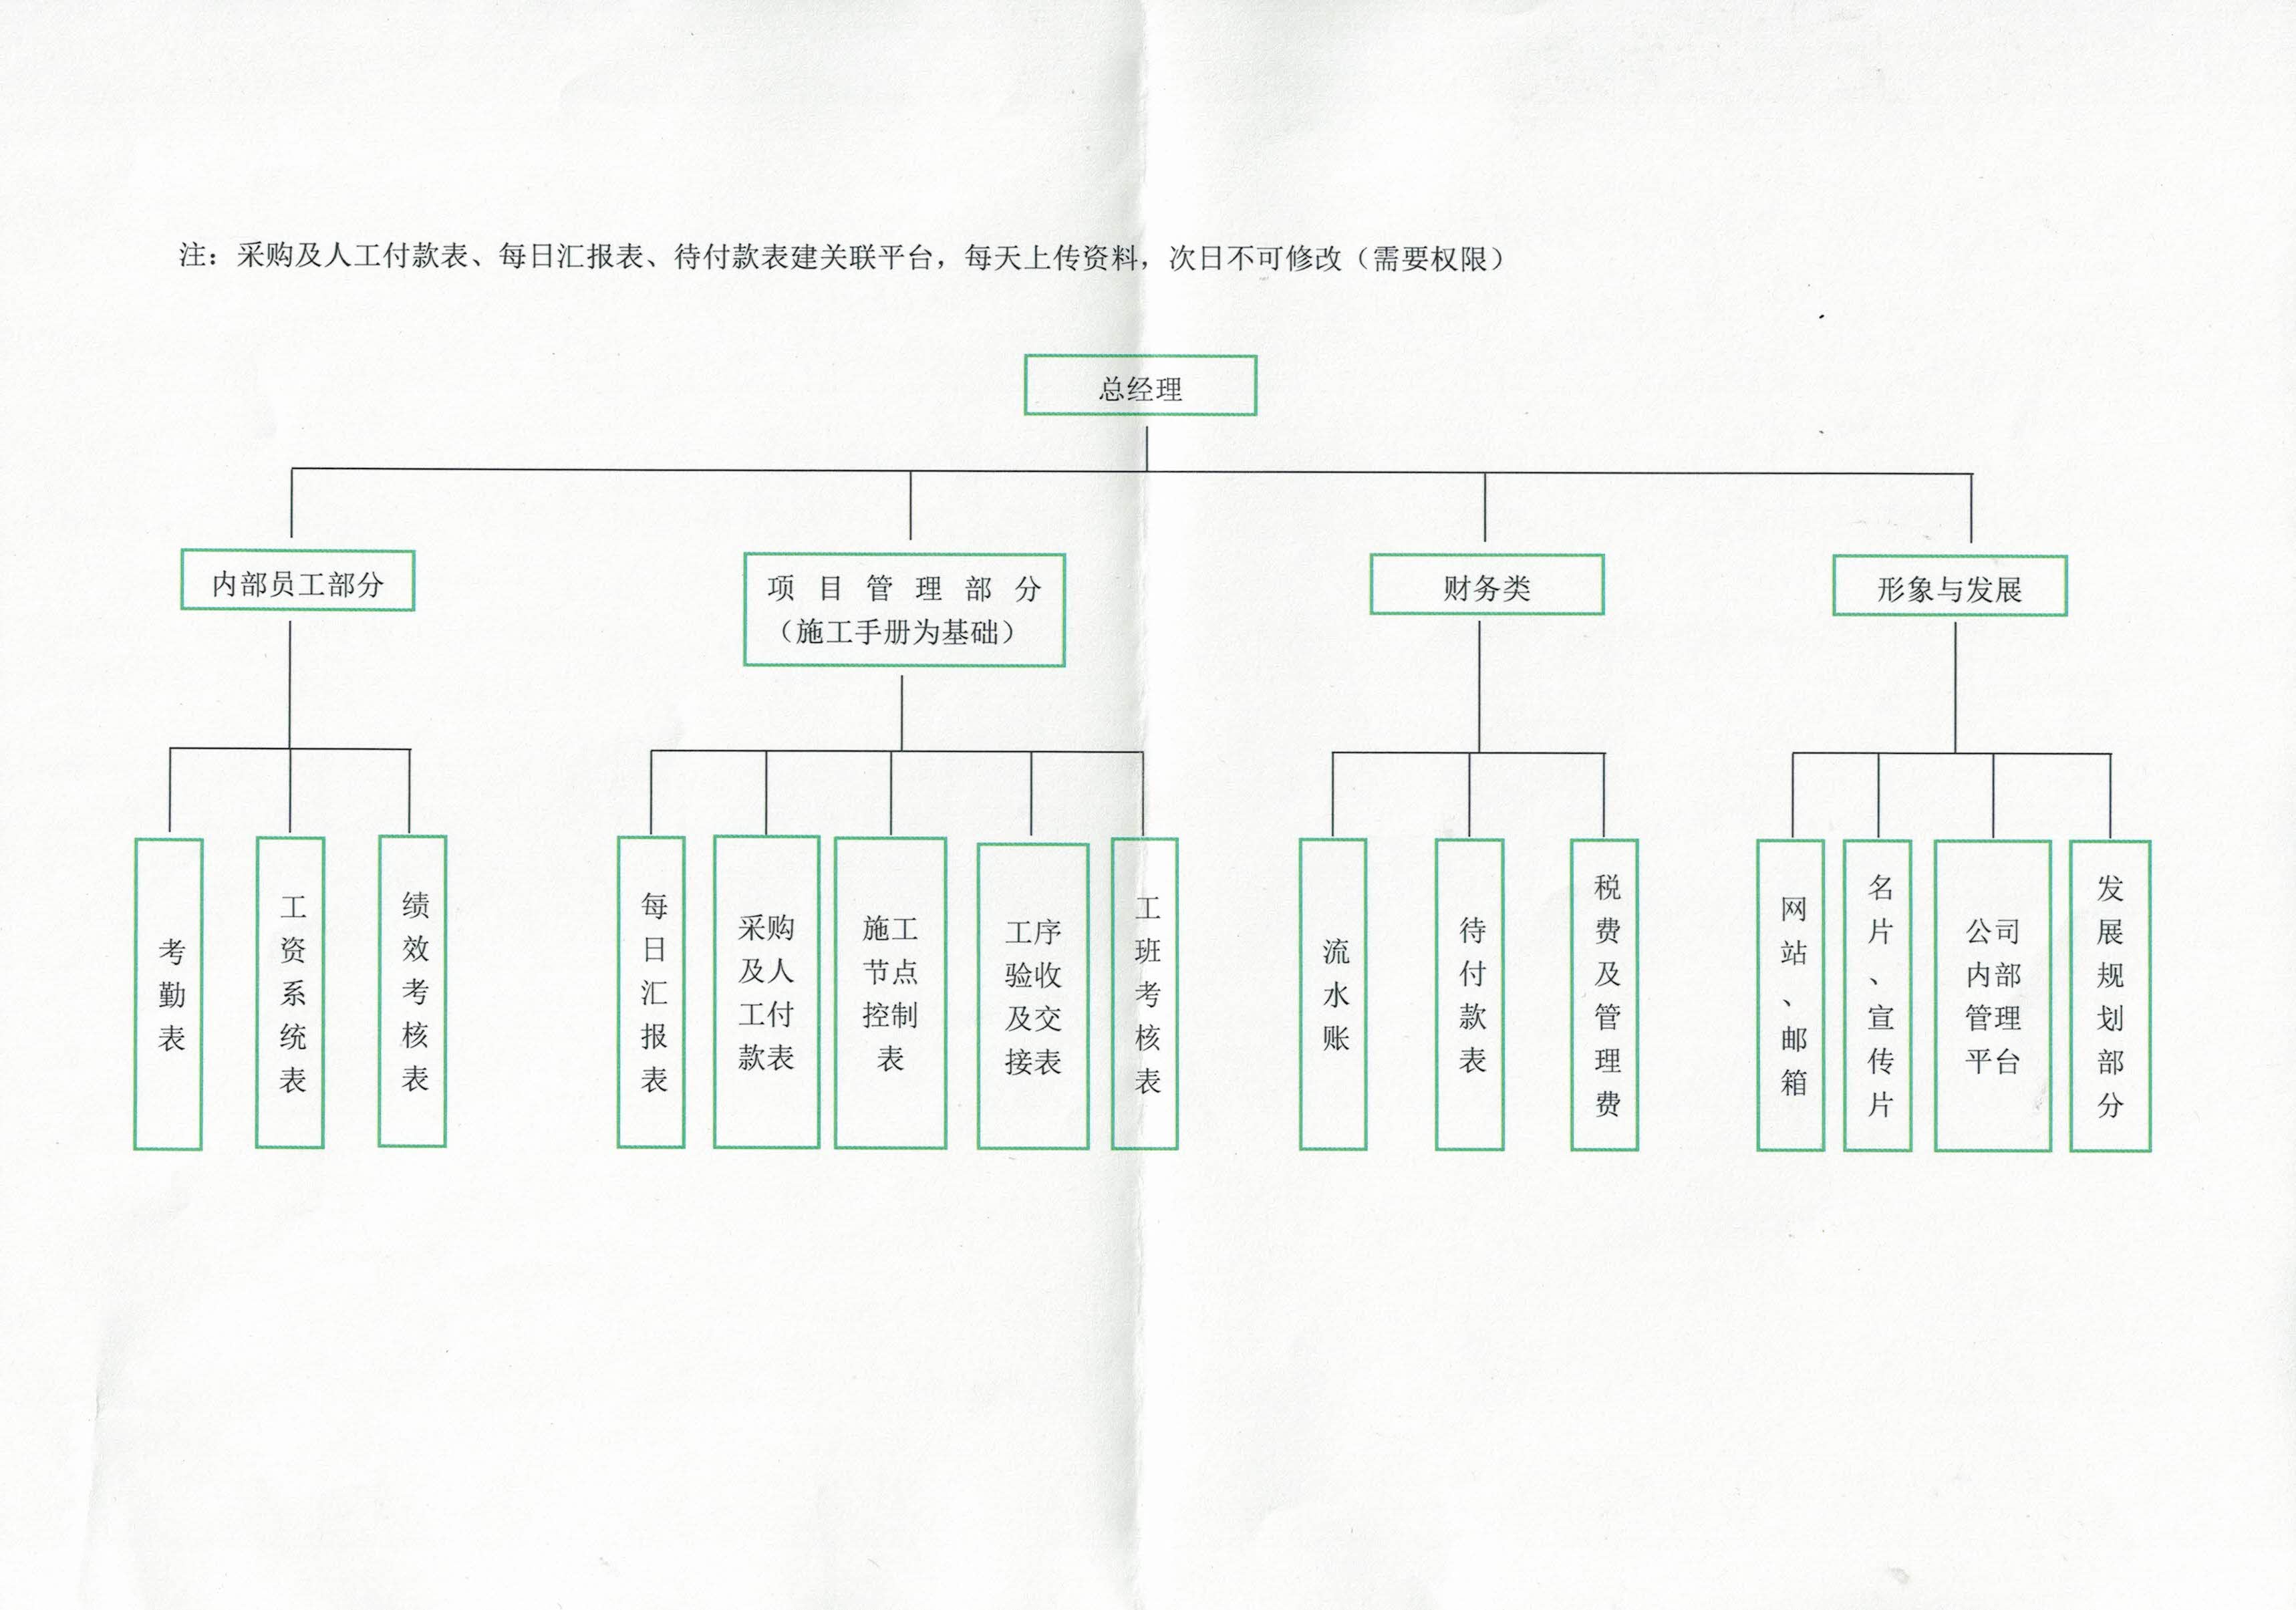 注：采购及人工付款表、每日汇报表、待付款表建关联平台，每天上传资料，次日不可修改（需要权限）
总经理
内部员工部分
项目管理部分
（施工手册为基础）
财务类
形象与发展
考勤表
工资系统表
绩效考核表
每日汇报表
采购
及人
工付
款表
施工
节点
控制
表
工序
验收
及交
接表
工班考核表
流水账
待付款表
税费及管理费
网站、邮箱
名片、宣传片
公司
内部
管理
平台
发展规划部分